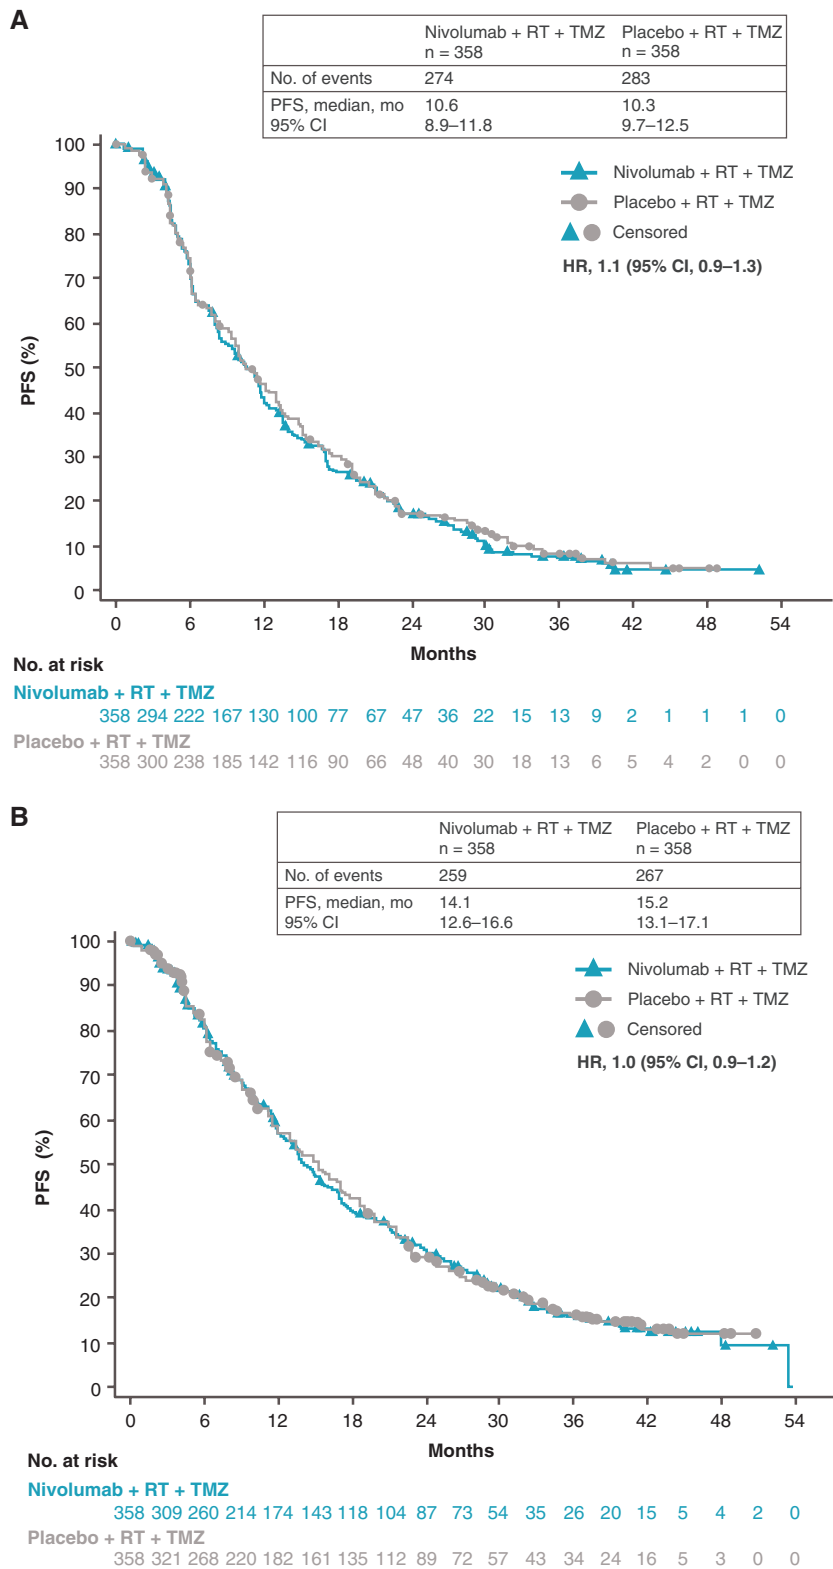 A
Nivolumab + RT + TMZ Placebo + RT + TMZ
n = 358 n = 358
No. of events 274 283
PFS, median, mo 10.6 10.3
95% CI 8.9–11.8 9.7–12.5
Nivolumab + RT + TMZ
Placebo + RT + TMZ
Censored
HR, 1.1 (95% CI, 0.9–1.3)
PFS (%)
100
90
80
70
60
50
40
30
20
10
0
0 6 12 18 24 30 36 42 48 54
Months
No. at risk
Nivolumab + RT + TMZ
358 294 222 167 130 100 77 67 47 36 22 15 13 9 2 1 1 1 0
Placebo + RT + TMZ
358 300 238 185 142 116 90 66 48 40 30 18 13 6 5 4 2 0 0
B
Nivolumab + RT + TMZ Placebo + RT + TMZ
n = 358 n = 358
No. of events 259 267
PFS, median, mo 14.1 15.2
95% CI 12.6–16.6 13.1–17.1
Nivolumab + RT + TMZ
Placebo + RT + TMZ
Censored
HR, 1.0 (95% CI, 0.9–1.2)
PFS (%)
100
90
80
70
60
50
40
30
20
10
0
0 6 12 18 24 30 36 42 48 54
Months
No. at risk
Nivolumab + RT + TMZ
358 309 260 214 174 143 118 104 87 73 54 35 26 20 15 5 4 2 0
Placebo + RT + TMZ
358 321 268 220 182 161 135 112 89 72 57 43 34 24 16 5 3 0 0